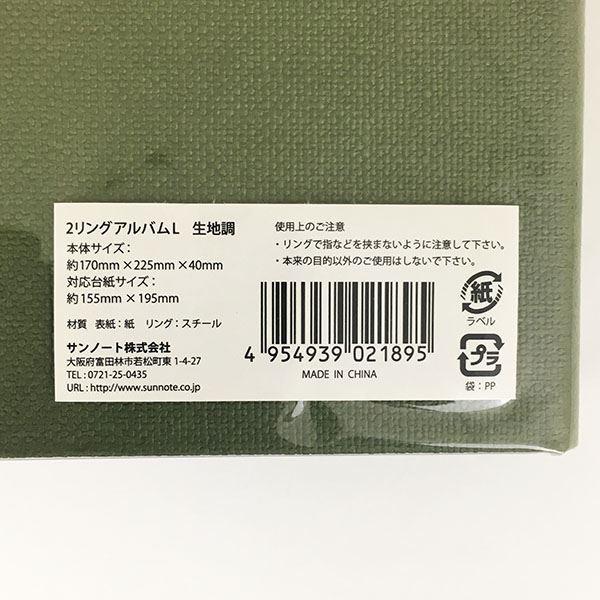 2リングアルバムL　生地調
本体サイズ：
約170mm×225mm×40mm
対応台紙サイズ：
約155mm×195mm
材質　表紙：紙　リング：スチール
サンノート株式会社
大阪府富田林市若松町東 1-4-27
TEL：0721-25-0435
URL：http://www.sunnote.co.jp
使用上のご注意
・リングで指などを挟まないように注意して下さい。
・本来の目的以外のご使用はしないで下さい。
4 954939 021895
MADE IN CHINA
紙
ラベル
プラ
袋：PP